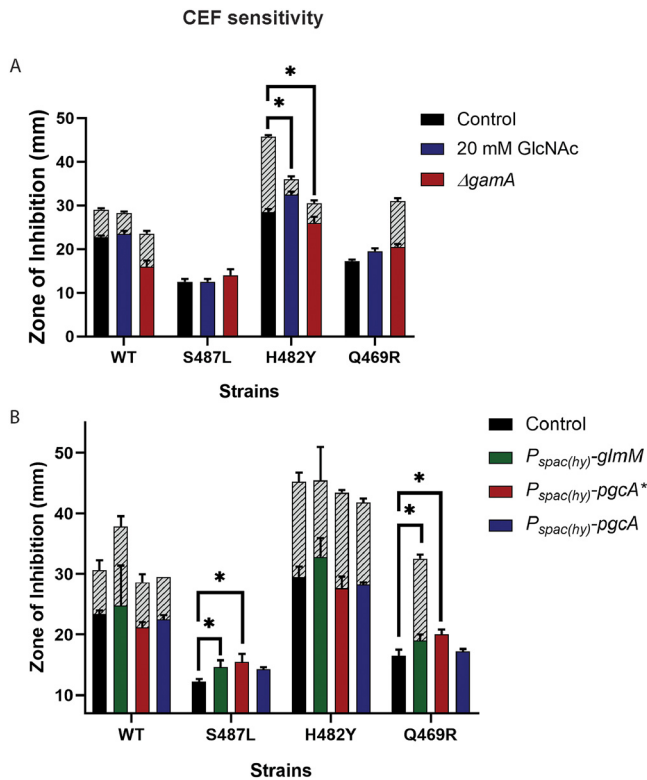 CEF sensitivity
A
Zone of Inhibition (mm)
50
40
30
20
10
0
*
*
Control
20 mM GlcNAc
ΔgamA
WT S487L H482Y Q469R
Strains
B
Zone of Inhibition (mm)
50
40
30
20
10
*
*
*
*
Control
Pspac(hy)-glmM
Pspac(hy)-pgcA*
Pspac(hy)-pgcA
WT S487L H482Y Q469R
Strains